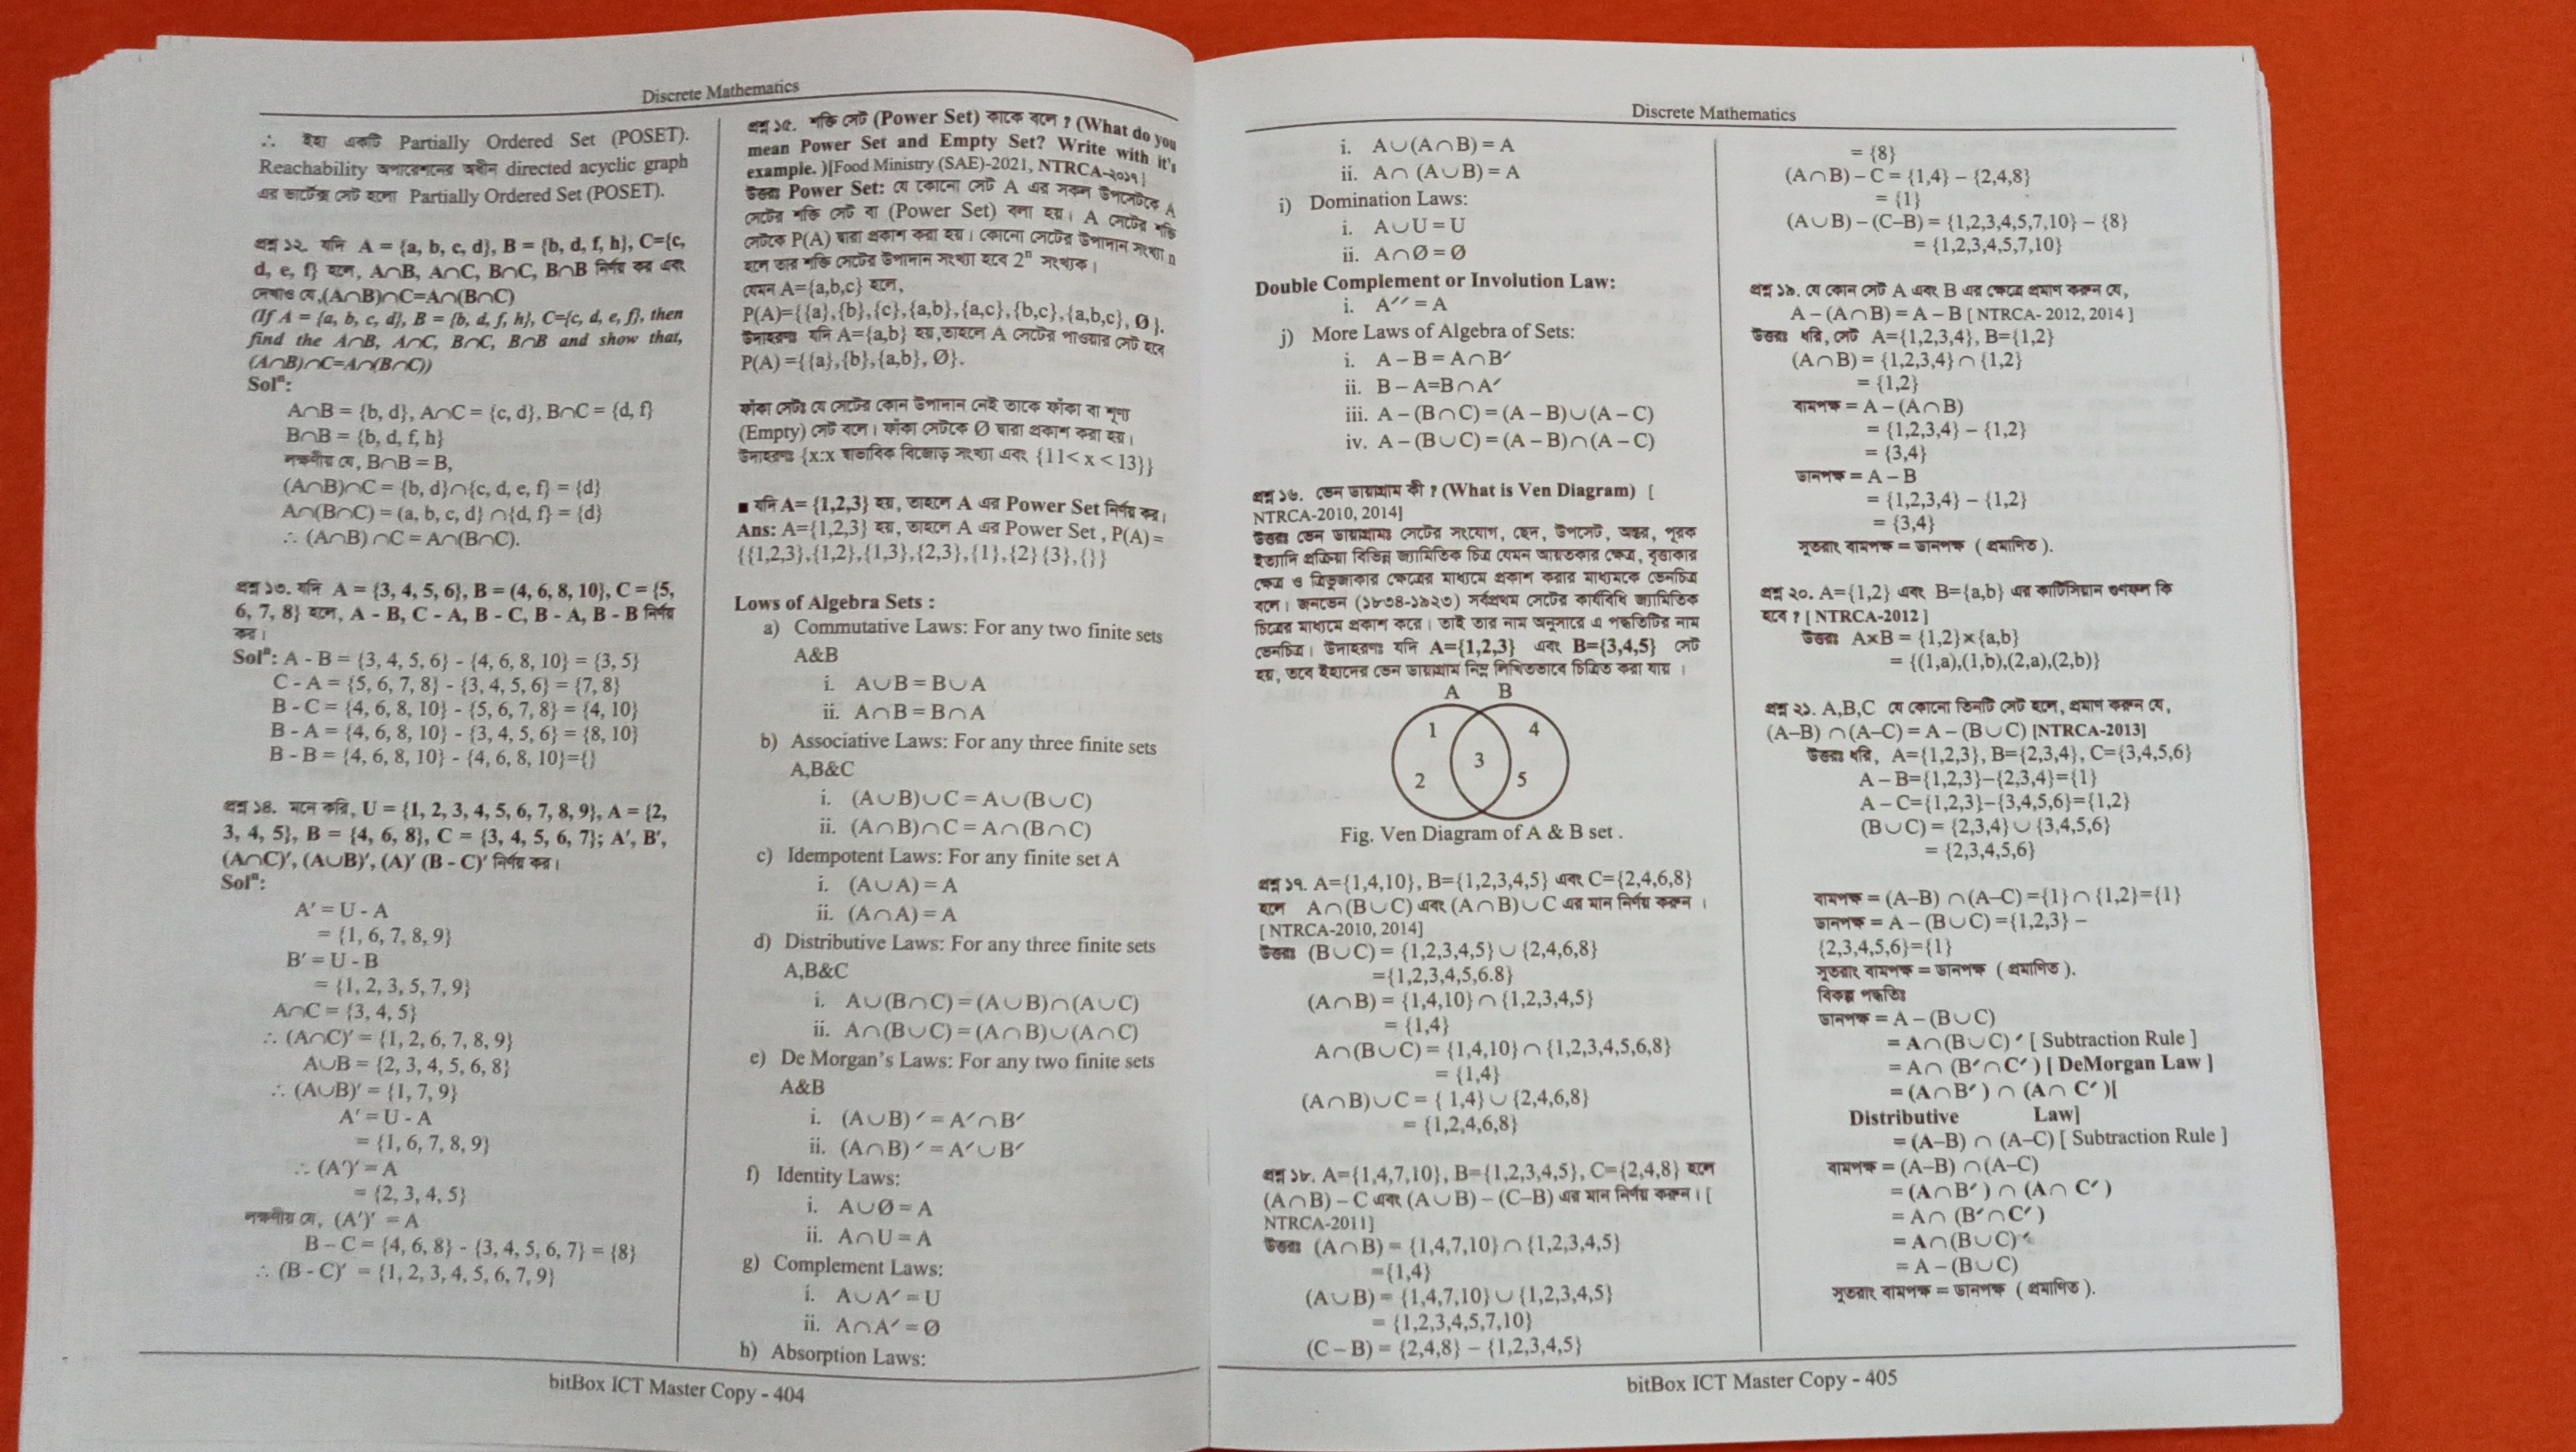 Discrete Mathematics
∴ ইহা একটি Partially Ordered Set (POSET).
Reachability অপারেশনের অধীন directed acyclic graph
এর ভার্টেক্স সেট হলো Partially Ordered Set (POSET).
প্রশ্ন ১২. যদি A = {a, b, c, d}, B = {b, d, f, h}, C={c,
d, e, f} হলে, A∩B, A∩C, B∩C, B∩B নির্ণয় কর এবং
দেখাও যে,(A∩B)∩C=A∩(B∩C)
(If A = {a, b, c, d}, B = {b, d, f, h}, C={c, d, e, f}, then
find the A∩B, A∩C, B∩C, B∩B and show that,
(A∩B)∩C=A∩(B∩C))
Solⁿ:
A∩B = {b, d}, A∩C = {c, d}, B∩C = {d, f}
B∩B = {b, d, f, h}
লক্ষণীয় যে, B∩B = B,
(A∩B)∩C = {b, d}∩{c, d, e, f} = {d}
A∩(B∩C) = (a, b, c, d} ∩{d, f} = {d}
∴ (A∩B) ∩C = A∩(B∩C).
প্রশ্ন ১৩. যদি A = {3, 4, 5, 6}, B = (4, 6, 8, 10}, C = {5,
6, 7, 8} হলে, A - B, C - A, B - C, B - A, B - B নির্ণয়
কর।
Solⁿ: A - B = {3, 4, 5, 6} - {4, 6, 8, 10} = {3, 5}
C - A = {5, 6, 7, 8} - {3, 4, 5, 6} = {7, 8}
B - C = {4, 6, 8, 10} - {5, 6, 7, 8} = {4, 10}
B - A = {4, 6, 8, 10} - {3, 4, 5, 6} = {8, 10}
B - B = {4, 6, 8, 10} - {4, 6, 8, 10}={}
প্রশ্ন ১৪. মনে করি, U = {1, 2, 3, 4, 5, 6, 7, 8, 9}, A = {2,
3, 4, 5}, B = {4, 6, 8}, C = {3, 4, 5, 6, 7}; A′, B′,
(A∩C)′, (A∪B)′, (A)′ (B - C)′ নির্ণয় কর।
Solⁿ:
A′ = U - A
= {1, 6, 7, 8, 9}
B′ = U - B
= {1, 2, 3, 5, 7, 9}
A∩C = {3, 4, 5}
∴ (A∩C)′ = {1, 2, 6, 7, 8, 9}
A∪B = {2, 3, 4, 5, 6, 8}
∴ (A∪B)′ = {1, 7, 9}
A′ = U - A
= {1, 6, 7, 8, 9}
∴ (A′)′ = A
= {2, 3, 4, 5}
লক্ষণীয় যে, (A′)′ = A
B – C = {4, 6, 8} - {3, 4, 5, 6, 7} = {8}
∴ (B - C)′ = {1, 2, 3, 4, 5, 6, 7, 9}
প্রশ্ন ১৫. শক্তি সেট (Power Set) কাকে বলে ? (What do you
mean Power Set and Empty Set? Write with it's
example. )[Food Ministry (SAE)-2021, NTRCA-২০১৭]
উত্তরঃ Power Set: যে কোনো সেট A এর সকল উপসেটকে A
সেটের শক্তি সেট বা (Power Set) বলা হয়। A সেটের শক্তি
সেটকে P(A) দ্বারা প্রকাশ করা হয়। কোনো সেটের উপাদান সংখ্যা n
হলে তার শক্তি সেটের উপাদান সংখ্যা হবে 2ⁿ সংখ্যক।
যেমন A={a,b,c} হলে,
P(A)={{a},{b},{c},{a,b},{a,c},{b,c},{a,b,c}, Ø}.
উদাহরণঃ যদি A={a,b} হয়,তাহলে A সেটের পাওয়ার সেট হবে
P(A) ={{a},{b},{a,b}, Ø}.
ফাঁকা সেটঃ যে সেটের কোন উপাদান নেই তাকে ফাঁকা বা শূণ্য
(Empty) সেট বলে। ফাঁকা সেটকে Ø দ্বারা প্রকাশ করা হয়।
উদাহরণঃ {x:x স্বাভাবিক বিজোড় সংখ্যা এবং {11< x < 13}}
■ যদি A= {1,2,3} হয়, তাহলে A এর Power Set নির্ণয় কর।
Ans: A={1,2,3} হয়, তাহলে A এর Power Set , P(A) =
{{1,2,3},{1,2},{1,3},{2,3},{1},{2}{3},{}}
Lows of Algebra Sets :
a) Commutative Laws: For any two finite sets
A&B
i. A∪B = B∪A
ii. A∩B = B∩A
b) Associative Laws: For any three finite sets
A,B&C
i. (A∪B)∪C = A∪(B∪C)
ii. (A∩B)∩C = A∩(B∩C)
c) Idempotent Laws: For any finite set A
i. (A∪A) = A
ii. (A∩A) = A
d) Distributive Laws: For any three finite sets
A,B&C
i. A∪(B∩C) = (A∪B)∩(A∪C)
ii. A∩(B∪C) = (A∩B)∪(A∩C)
e) De Morgan's Laws: For any two finite sets
A&B
i. (A∪B) ′ = A′∩B′
ii. (A∩B) ′ = A′∪B′
f) Identity Laws:
i. A∪Ø = A
ii. A∩U = A
g) Complement Laws:
i. A∪A′ = U
ii. A∩A′ = Ø
h) Absorption Laws:
bitBox ICT Master Copy - 404
Discrete Mathematics
i. A∪(A∩B) = A
ii. A∩ (A∪B) = A
i) Domination Laws:
i. A∪U = U
ii. A∩Ø = Ø
Double Complement or Involution Law:
i. A′′ = A
j) More Laws of Algebra of Sets:
i. A – B = A∩B′
ii. B – A=B∩A′
iii. A – (B∩C) = (A – B)∪(A – C)
iv. A – (B∪C) = (A – B)∩(A – C)
প্রশ্ন ১৬. ভেন ডায়াগ্রাম কী ? (What is Ven Diagram) [
NTRCA-2010, 2014]
উত্তরঃ ভেন ডায়াগ্রামঃ সেটের সংযোগ, ছেদ, উপসেট, অন্তর, পূরক
ইত্যাদি প্রক্রিয়া বিভিন্ন জ্যামিতিক চিত্র যেমন আয়তকার ক্ষেত্র, বৃত্তাকার
ক্ষেত্র ও ত্রিভুজাকার ক্ষেত্রের মাধ্যমে প্রকাশ করার মাধ্যমকে ভেনচিত্র
বলে। জনভেন (১৮৩৪-১৯২৩) সর্বপ্রথম সেটের কার্যবিধি জ্যামিতিক
চিত্রের মাধ্যমে প্রকাশ করে। তাই তার নাম অনুসারে এ পদ্ধতিটির নাম
ভেনচিত্র। উদাহরণঃ যদি A={1,2,3} এবং B={3,4,5} সেট
হয়, তবে ইহাদের ভেন ডায়াগ্রাম নিম্ন লিখিতভাবে চিত্রিত করা যায় ।
A B
1 4
3
2 5
Fig. Ven Diagram of A & B set .
প্রশ্ন ১৭. A={1,4,10}, B={1,2,3,4,5} এবং C={2,4,6,8}
হলে A∩(B∪C) এবং (A∩B)∪C এর মান নির্ণয় করুন ।
[ NTRCA-2010, 2014]
উত্তরঃ (B∪C) = {1,2,3,4,5} ∪ {2,4,6,8}
={1,2,3,4,5,6.8}
(A∩B) = {1,4,10} ∩ {1,2,3,4,5}
= {1,4}
A∩(B∪C) = {1,4,10} ∩ {1,2,3,4,5,6,8}
= {1,4}
(A∩B)∪C = { 1,4} ∪ {2,4,6,8}
= {1,2,4,6,8}
প্রশ্ন ১৮. A={1,4,7,10}, B={1,2,3,4,5}, C={2,4,8} হলে
(A∩B) – C এবং (A∪B) – (C–B) এর মান নির্ণয় করুন। [
NTRCA-2011]
উত্তরঃ (A∩B) = {1,4,7,10} ∩ {1,2,3,4,5}
={1,4}
(A∪B) = {1,4,7,10} ∪ {1,2,3,4,5}
= {1,2,3,4,5,7,10}
(C – B) = {2,4,8} – {1,2,3,4,5}
= {8}
(A∩B) – C = {1,4} – {2,4,8}
= {1}
(A∪B) – (C–B) = {1,2,3,4,5,7,10} – {8}
= {1,2,3,4,5,7,10}
প্রশ্ন ১৯. যে কোন সেট A এবং B এর ক্ষেত্রে প্রমাণ করুন যে,
A – (A∩B) = A – B [ NTRCA- 2012, 2014 ]
উত্তরঃ ধরি, সেট A={1,2,3,4}, B={1,2}
(A∩B) = {1,2,3,4} ∩ {1,2}
= {1,2}
বামপক্ষ = A – (A∩B)
= {1,2,3,4} – {1,2}
= {3,4}
ডানপক্ষ = A – B
= {1,2,3,4} – {1,2}
= {3,4}
সুতরাং বামপক্ষ = ডানপক্ষ ( প্রমাণিত ).
প্রশ্ন ২০. A={1,2} এবং B={a,b} এর কার্টিসিয়ান গুণফল কি
হবে ? [ NTRCA-2012 ]
উত্তরঃ A×B = {1,2}×{a,b}
= {(1,a),(1,b),(2,a),(2,b)}
প্রশ্ন ২১. A,B,C যে কোনো তিনটি সেট হলে, প্রমাণ করুন যে,
(A–B) ∩(A–C) = A – (B∪C) [NTRCA-2013]
উত্তরঃ ধরি, A={1,2,3}, B={2,3,4}, C={3,4,5,6}
A – B={1,2,3}–{2,3,4}={1}
A – C={1,2,3}–{3,4,5,6}={1,2}
(B∪C) = {2,3,4} ∪ {3,4,5,6}
= {2,3,4,5,6}
বামপক্ষ = (A–B) ∩(A–C) ={1} ∩ {1,2}={1}
ডানপক্ষ = A – (B∪C) ={1,2,3} –
{2,3,4,5,6}={1}
সুতরাং বামপক্ষ = ডানপক্ষ ( প্রমাণিত ).
বিকল্প পদ্ধতিঃ
ডানপক্ষ = A – (B∪C)
= A∩(B∪C) ′ [ Subtraction Rule ]
= A∩ (B′∩C′ ) [ DeMorgan Law ]
= (A∩B′ ) ∩ (A∩ C′ )[
Distributive Law]
= (A–B) ∩ (A–C) [ Subtraction Rule ]
বামপক্ষ = (A–B) ∩(A–C)
= (A∩B′ ) ∩ (A∩ C′ )
= A∩ (B′∩C′ )
= A∩(B∪C)′
= A – (B∪C)
সুতরাং বামপক্ষ = ডানপক্ষ ( প্রমাণিত ).
bitBox ICT Master Copy - 405